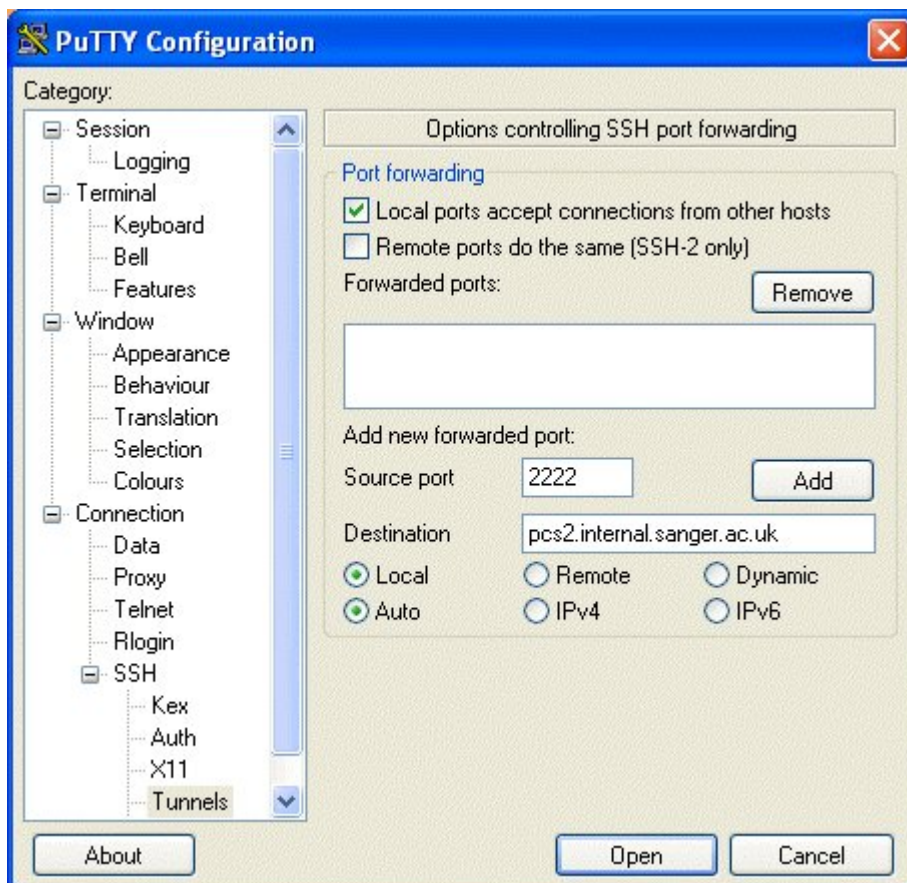 PuTTY Configuration
Category:
Session
Logging
Terminal
Keyboard
Bell
Features
Window
Appearance
Behaviour
Translation
Selection
Colours
Connection
Data
Proxy
Telnet
Rlogin
SSH
Kex
Auth
X11
Tunnels
Options controlling SSH port forwarding
Port forwarding
Local ports accept connections from other hosts
Remote ports do the same (SSH-2 only)
Forwarded ports:
Remove
Add new forwarded port:
Source port 2222 Add
Destination pcs2.internal.sanger.ac.uk
Local Remote Dynamic
Auto IPv4 IPv6
About Open Cancel